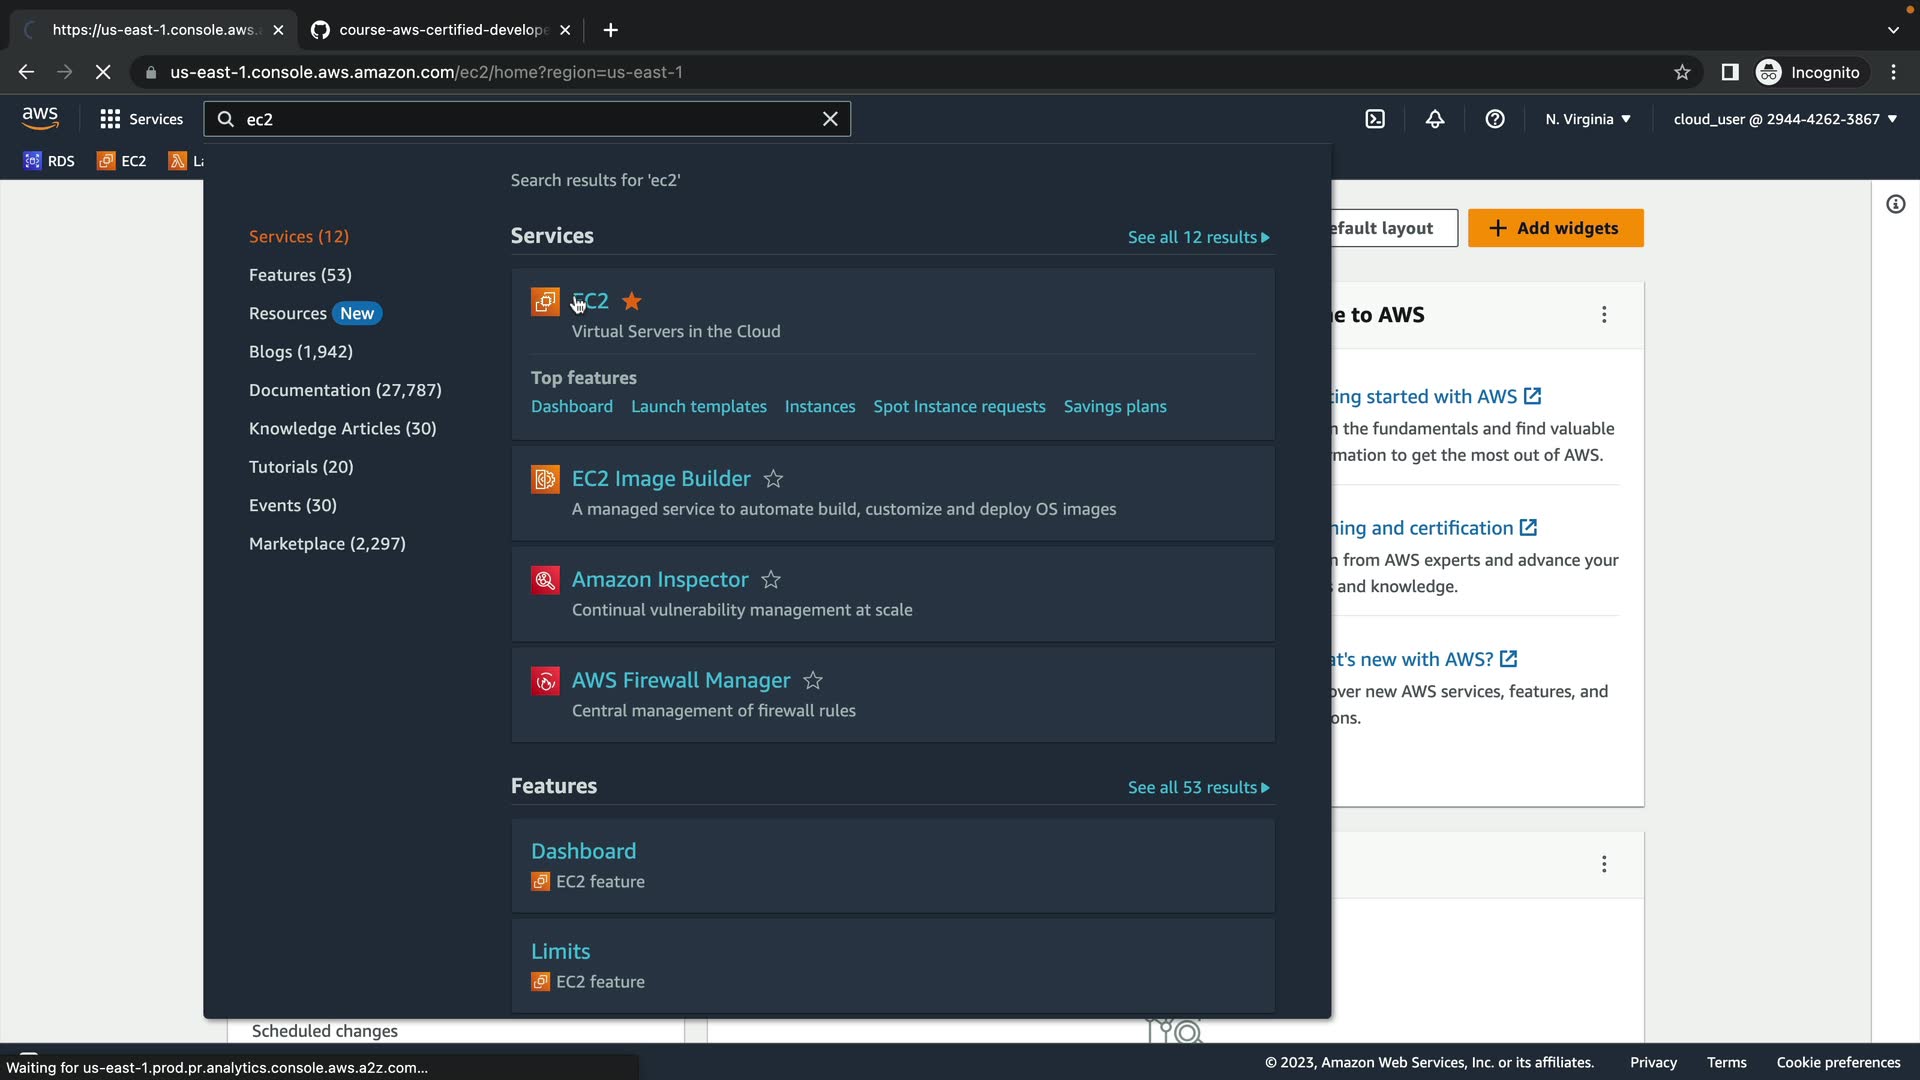 https://us-east-1.console.aws.
course-aws-certified-develope
us-east-1.console.aws.amazon.com/ec2/home?region=us-east-1
Incognito
aws
Services
ec2
N. Virginia
cloud_user @ 2944-4262-3867
RDS
EC2
La
Search results for 'ec2'
Services (12)
Features (53)
Resources New
Blogs (1,942)
Documentation (27,787)
Knowledge Articles (30)
Tutorials (20)
Events (30)
Marketplace (2,297)
Services
See all 12 results
EC2
Virtual Servers in the Cloud
Top features
Dashboard Launch templates Instances Spot Instance requests Savings plans
EC2 Image Builder
A managed service to automate build, customize and deploy OS images
Amazon Inspector
Continual vulnerability management at scale
AWS Firewall Manager
Central management of firewall rules
Features
See all 53 results
Dashboard
EC2 feature
Limits
EC2 feature
efault layout
Add widgets
e to AWS
ing started with AWS
n the fundamentals and find valuable
mation to get the most out of AWS.
ning and certification
n from AWS experts and advance your
and knowledge.
at's new with AWS?
over new AWS services, features, and
ons.
Scheduled changes
Waiting for us-east-1.prod.pr.analytics.console.aws.a2z.com...
© 2023, Amazon Web Services, Inc. or its affiliates.
Privacy
Terms
Cookie preferences